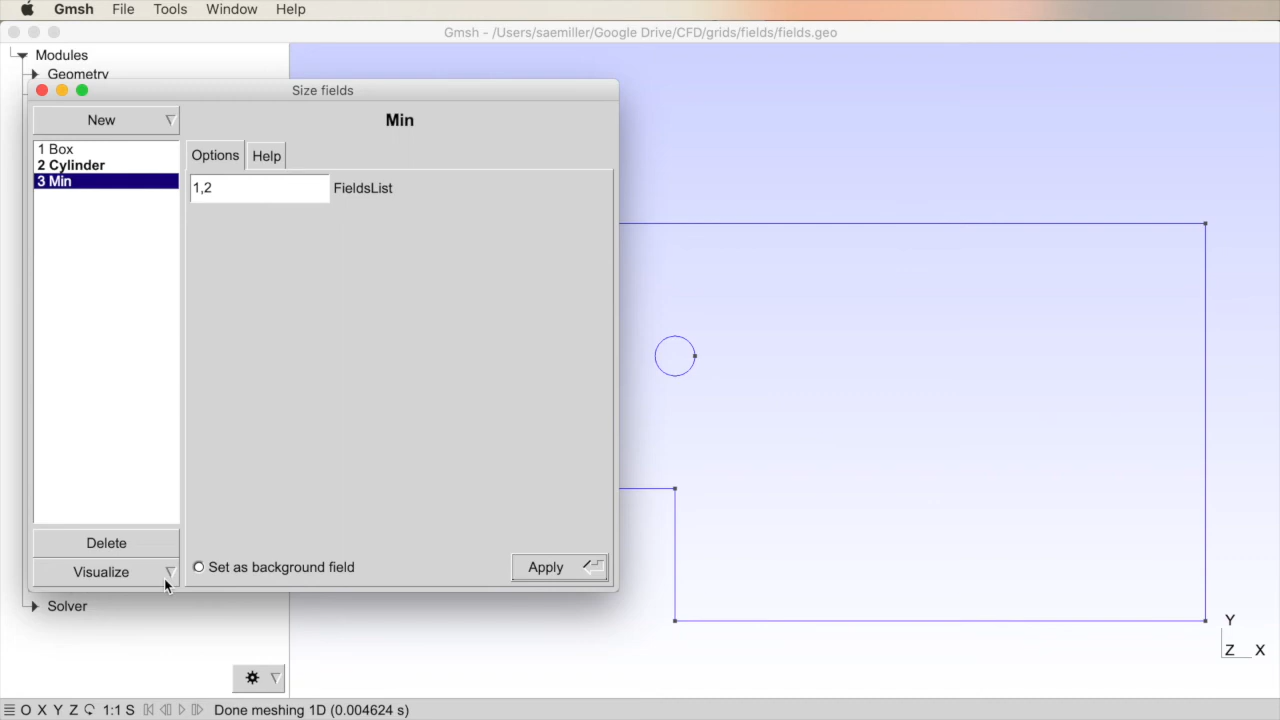 Gmsh File Tools Window Help
Gmsh - /Users/saemiller/Google Drive/CFD/grids/fields/fields.geo
Modules
Geometry
Size fields
New
Min
1 Box
2 Cylinder
3 Min
Options Help
1,2 FieldsList
Delete
Visualize
Set as background field
Apply
Solver
Y
Z X
O X Y Z 1:1 S Done meshing 1D (0.004624 s)